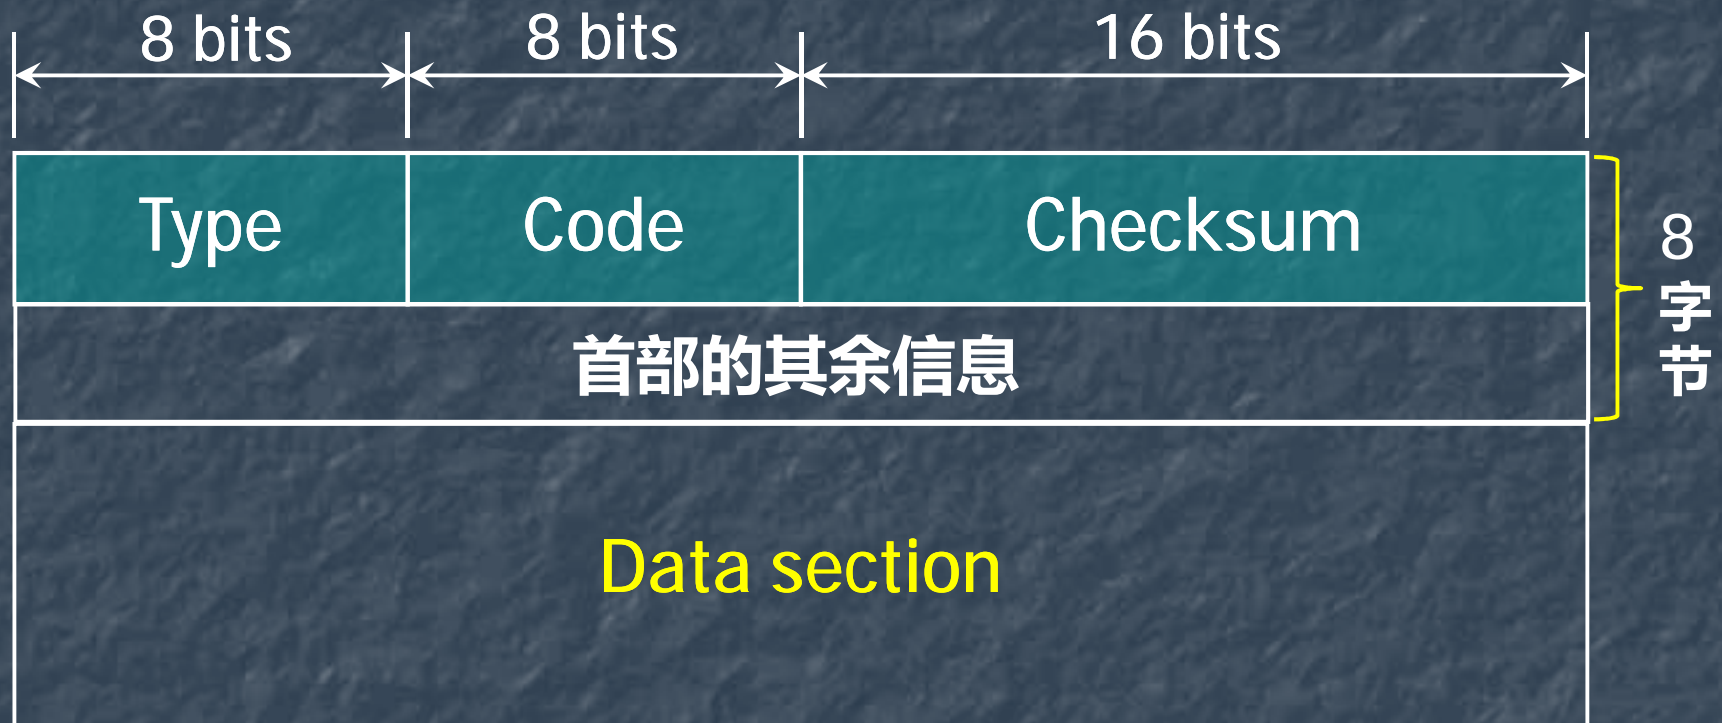 8 bits
8 bits
16 bits
Type
Code
Checksum
8
字
节
首部的其余信息
Data section